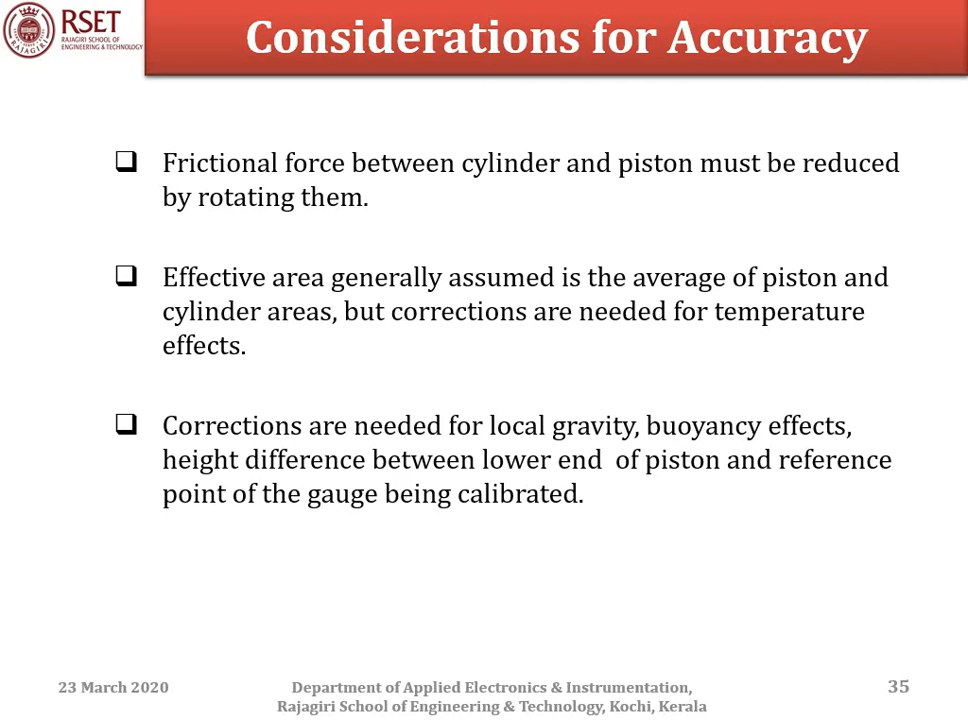 RSET
RAJAGIRI SCHOOL OF
ENGINEERING & TECHNOLOGY
RAJAGIRI
Considerations for Accuracy
Frictional force between cylinder and piston must be reduced
by rotating them.
Effective area generally assumed is the average of piston and
cylinder areas, but corrections are needed for temperature
effects.
Corrections are needed for local gravity, buoyancy effects,
height difference between lower end of piston and reference
point of the gauge being calibrated.
23 March 2020
Department of Applied Electronics & Instrumentation,
Rajagiri School of Engineering & Technology, Kochi, Kerala
35